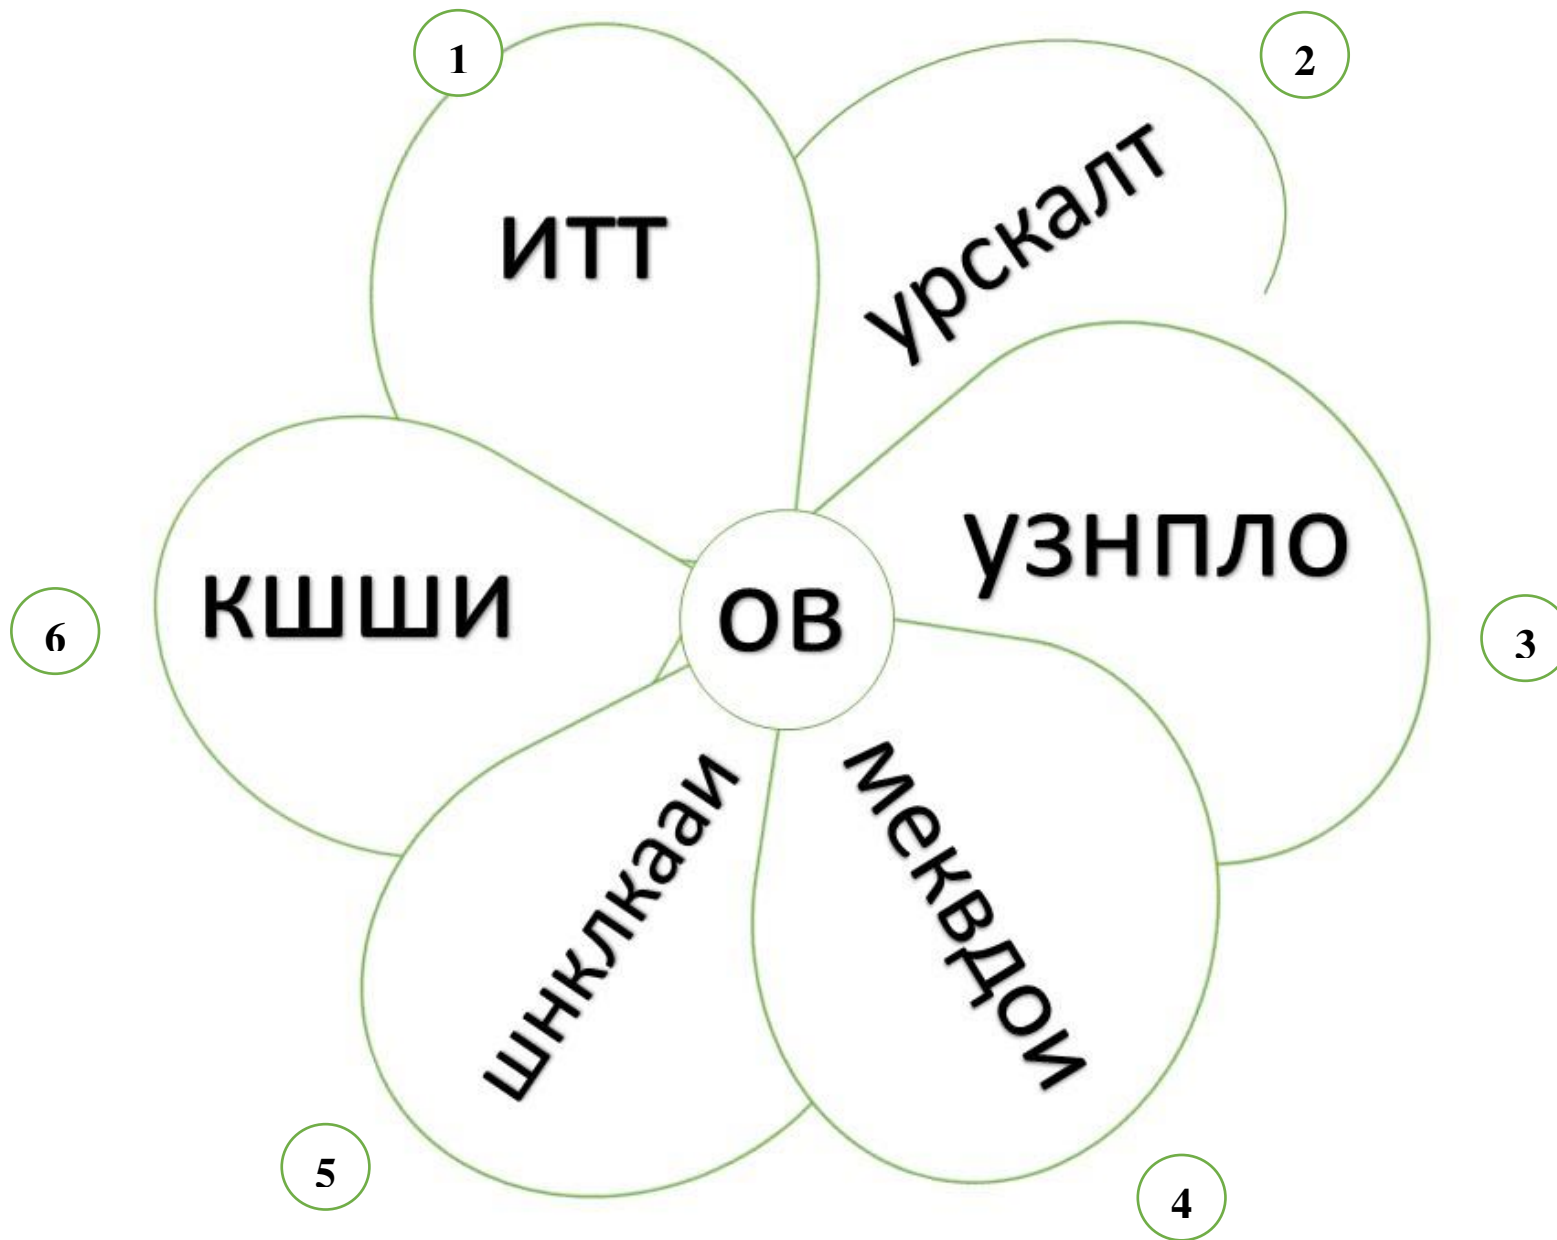 1
2
итт
урскалт
узнпло
кшши
ов
6
3
меквдои
шнклкааи
5
4